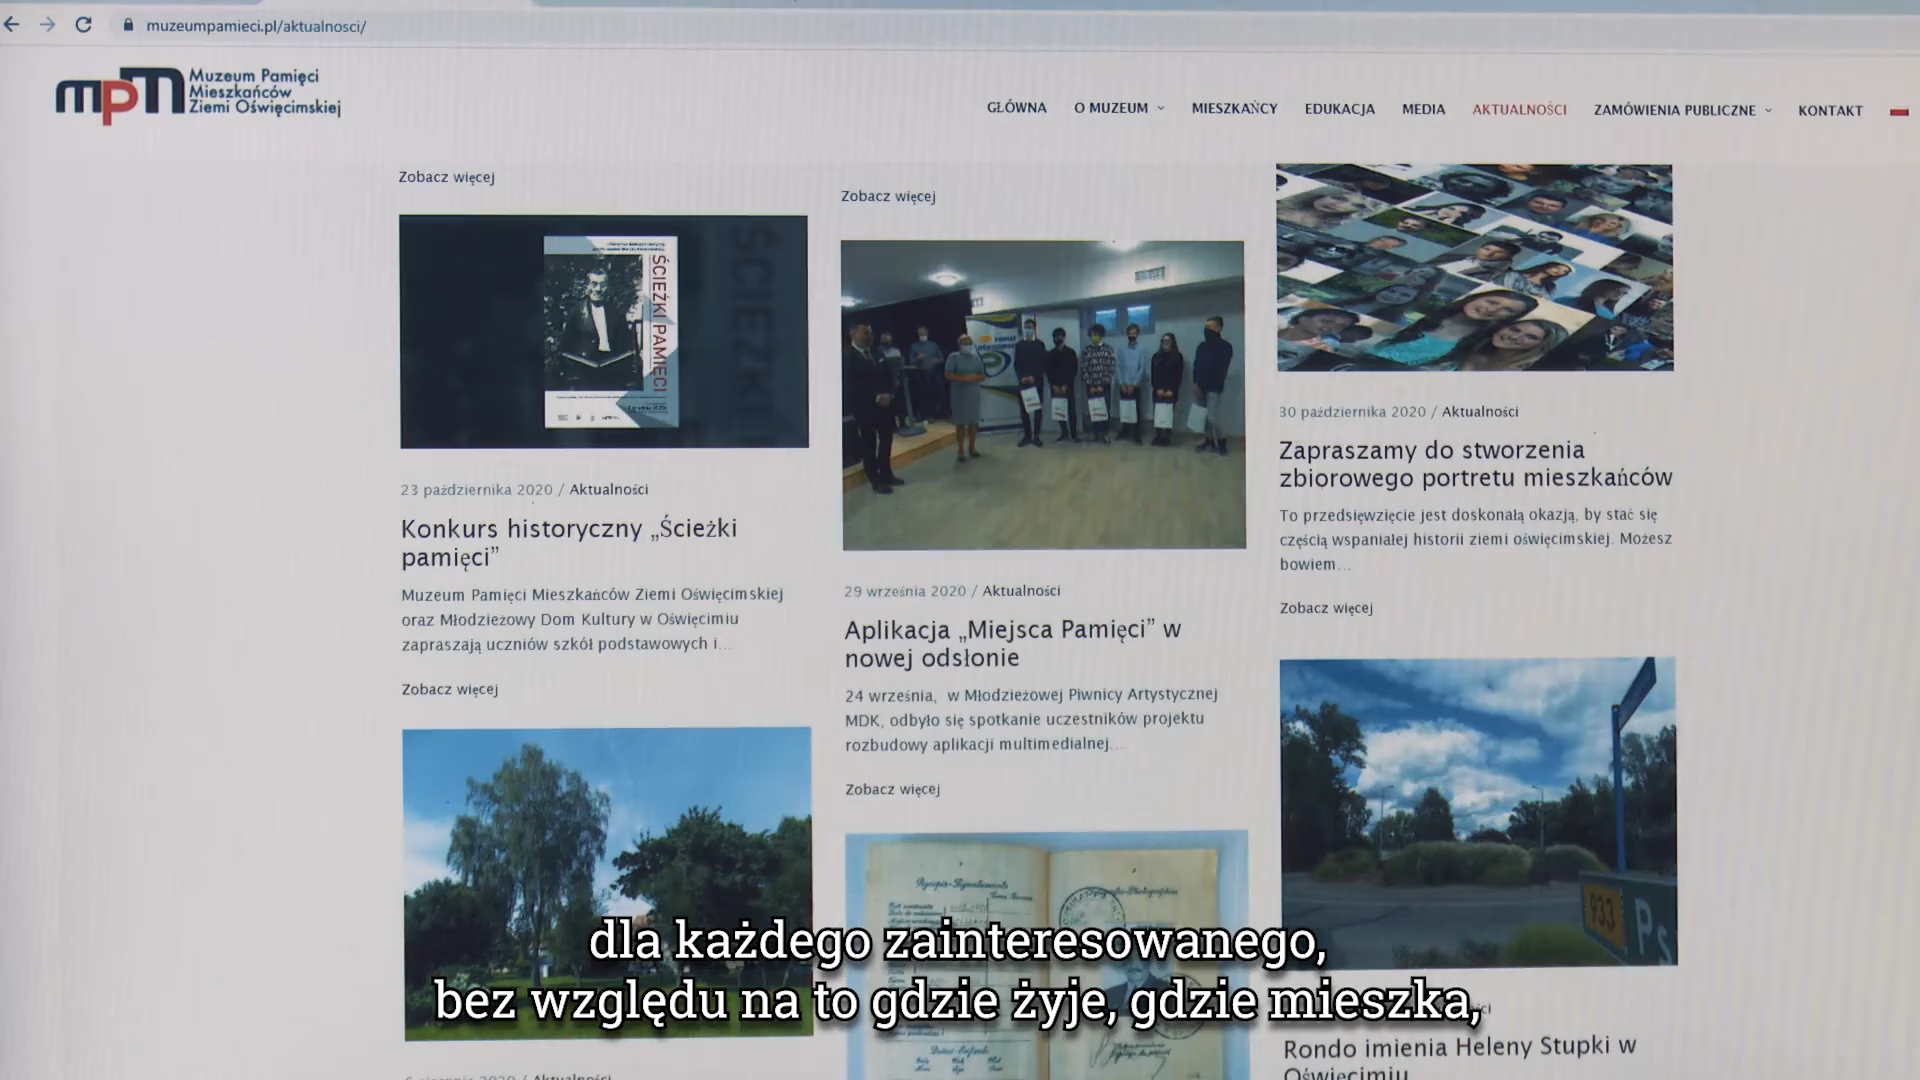 muzeumpamieci.pl/aktualnosci/
mpm
Muzeum Pamięci
Mieszkańców
Ziemi Oświęcimskiej
GŁÓWNA
O MUZEUM
MIESZKAŃCY
EDUKACJA
MEDIA
AKTUALNOŚCI
ZAMÓWIENIA PUBLICZNE
KONTAKT
Zobacz więcej
ŚCIEŻKI PAMIĘCI
ŚCIEŻKI
23 października 2020 / Aktualności
Konkurs historyczny „Ścieżki
pamięci”
Muzeum Pamięci Mieszkańców Ziemi Oświęcimskiej
oraz Młodzieżowy Dom Kultury w Oświęcimiu
zapraszają uczniów szkół podstawowych i...
Zobacz więcej
Aktualności
Zobacz więcej
29 września 2020 / Aktualności
Aplikacja „Miejsca Pamięci” w
nowej odsłonie
24 września, w Młodzieżowej Piwnicy Artystycznej
MDK, odbyło się spotkanie uczestników projektu
rozbudowy aplikacji multimedialnej...
Zobacz więcej
30 października 2020 / Aktualności
Zapraszamy do stworzenia
zbiorowego portretu mieszkańców
To przedsięwzięcie jest doskonałą okazją, by stać się
częścią wspaniałej historii ziemi oświęcimskiej. Możesz
bowiem...
Zobacz więcej
933
Ps
Rondo imienia Heleny Stupki w
Oświęcimiu
dla każdego zainteresowanego,
bez względu na to gdzie żyje, gdzie mieszka,